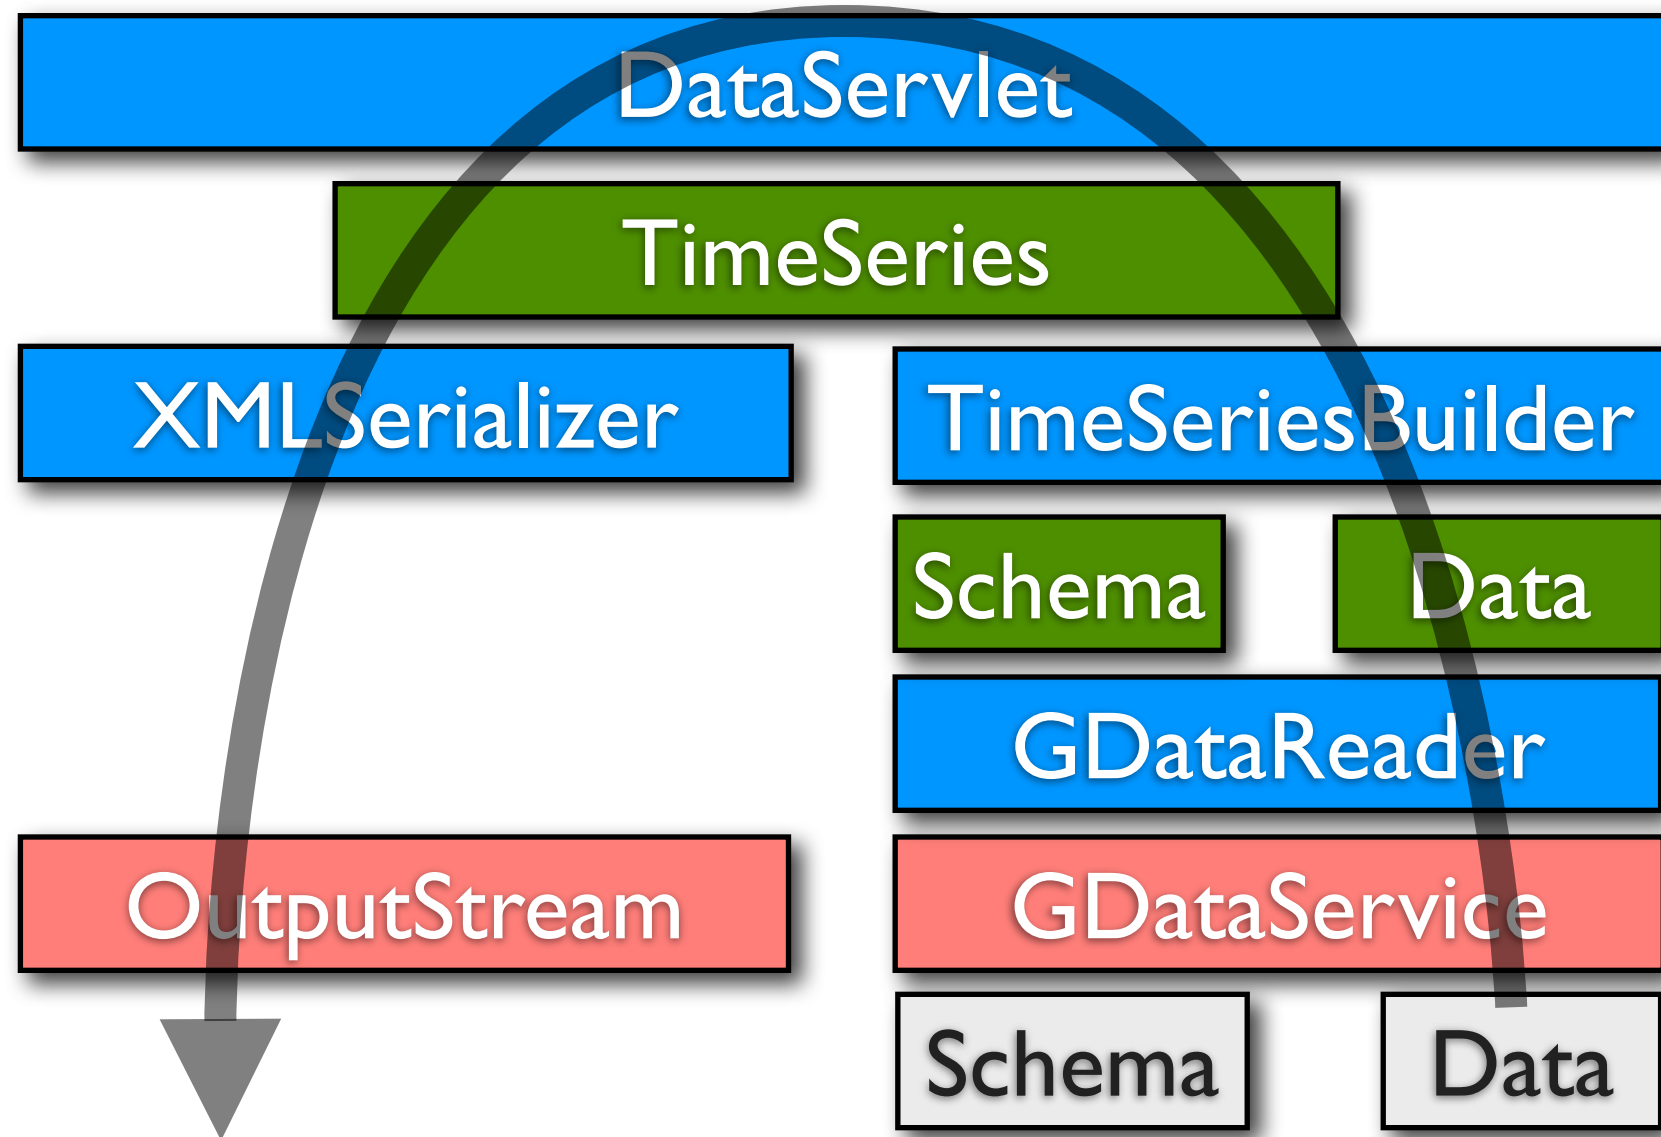 DataServlet
TimeSeries
XMLSerializer
TimeSeriesBuilder
Schema
Data
GDataReader
OutputStream
GDataService
Schema
Data